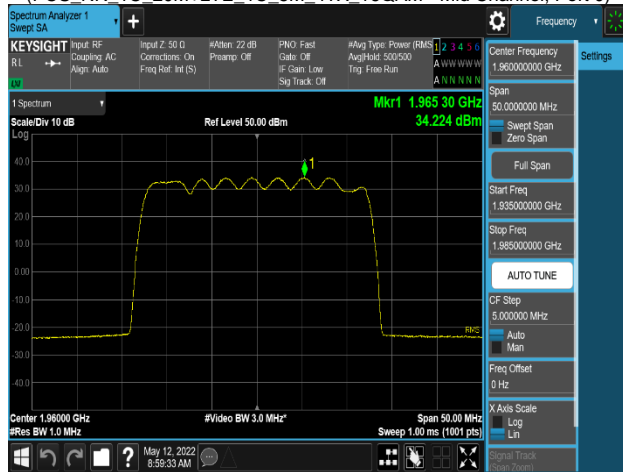 Spectrum Analyzer 1
Swept SA
+
Frequency
KEYSIGHT
RL
Input: RF
Coupling: AC
Align: Auto
Input Z: 50 Ω
Corrections: On
Freq Ref: Int (S)
#Atten: 22 dB
Preamp: Off
PNO: Fast
Gate: Off
IF Gain: Low
Sig Track: Off
#Avg Type: Power (RMS
Avg|Hold: 500/500
Trig: Free Run
1 2 3 4 5 6
A W W W W W
A N N N N N
LW
1 Spectrum
Scale/Div 10 dB
Log
Ref Level 50.00 dBm
Mkr1 1.965 30 GHz
34.224 dBm
1
40.0
30.0
20.0
10.0
0.00
-10.0
-20.0
-30.0
-40.0
RMS
Center 1.96000 GHz
#Res BW 1.0 MHz
#Video BW 3.0 MHz*
Span 50.00 MHz
Sweep 1.00 ms (1001 pts)
?
May 12, 2022
8:59:33 AM
Settings
Center Frequency
1.960000000 GHz
Span
50.0000000 MHz
Swept Span
Zero Span
Full Span
Start Freq
1.935000000 GHz
Stop Freq
1.985000000 GHz
AUTO TUNE
CF Step
5.000000 MHz
Auto
Man
Freq Offset
0 Hz
X Axis Scale
Log
Lin
Signal Track
(Span Zoom)